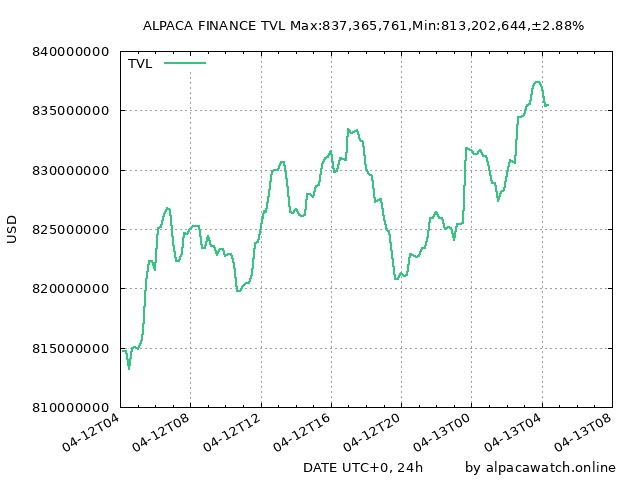 ALPACA FINANCE TVL Max:837,365,761,Min:813,202,644,±2.88%
TVL
840000000
835000000
830000000
825000000
820000000
815000000
810000000
USD
04-12T04
04-12T08
04-12T12
04-12T16
04-12T20
04-13T00
04-13T04
04-13T08
DATE UTC+0, 24h
by alpacawatch.online